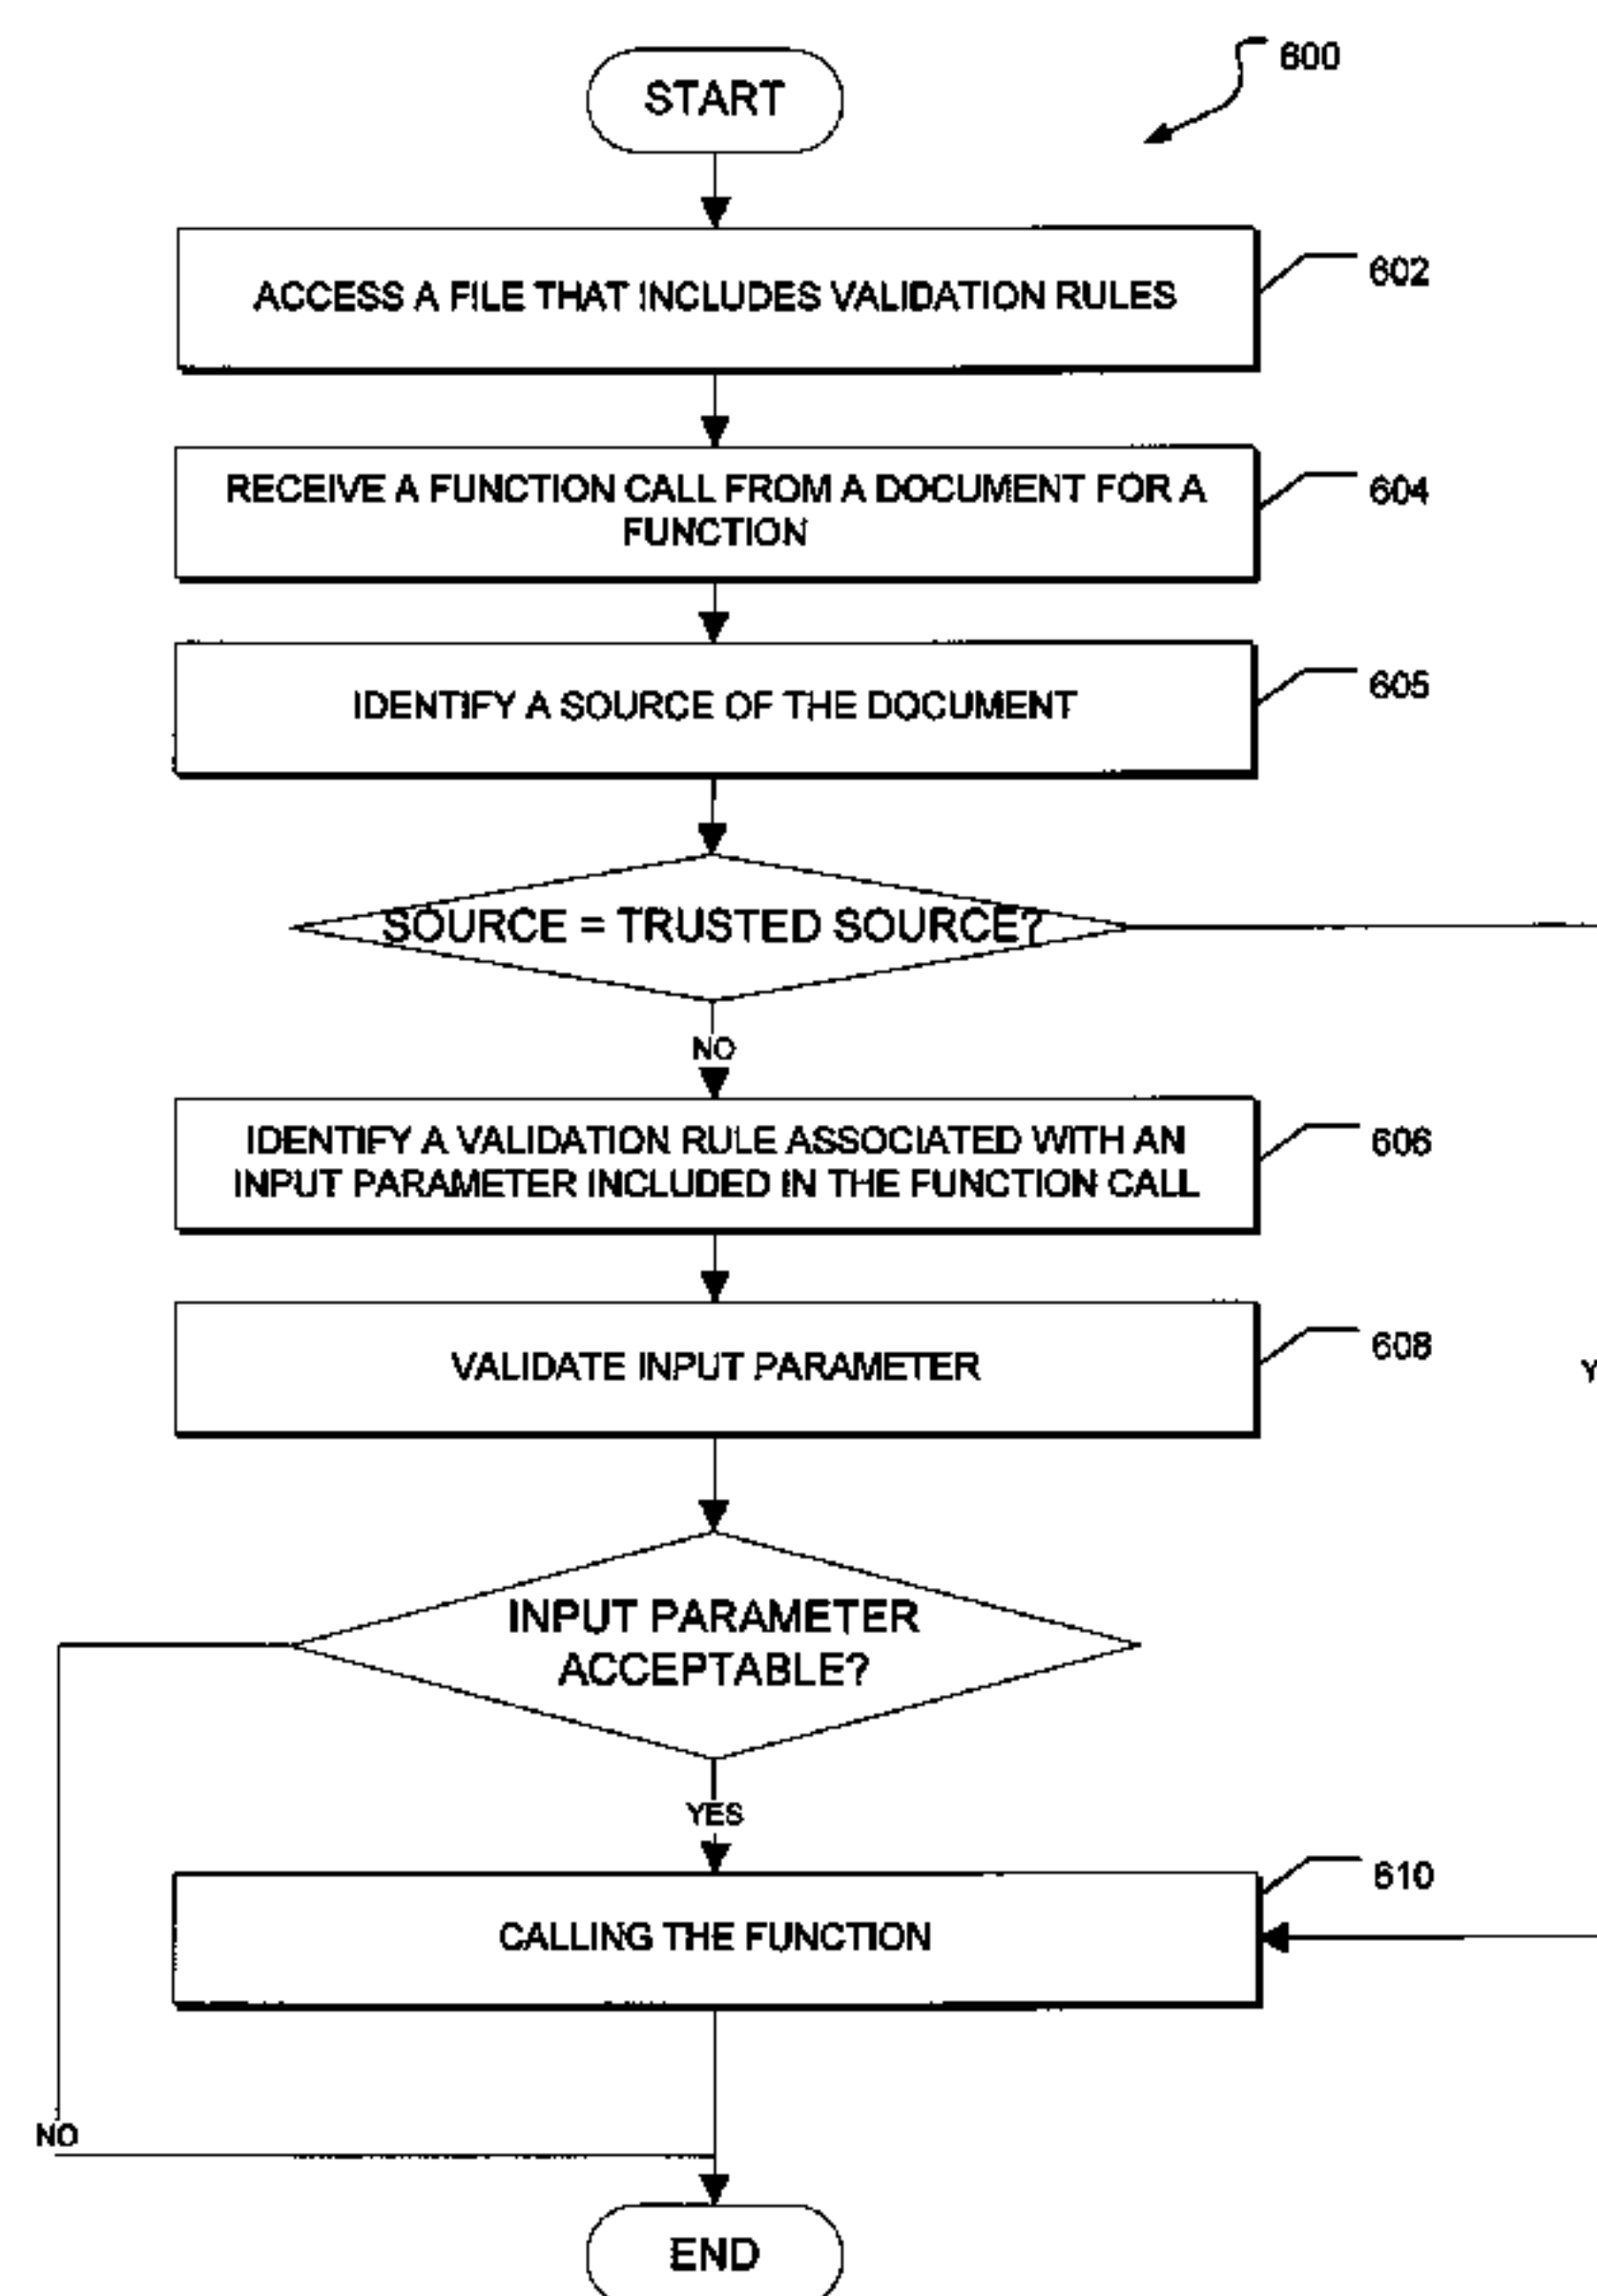 START
600
ACCESS A FILE THAT INCLUDES VALIDATION RULES
602
RECEIVE A FUNCTION CALL FROM A DOCUMENT FOR A
FUNCTION
604
IDENTIFY A SOURCE OF THE DOCUMENT
605
SOURCE = TRUSTED SOURCE?
NO
IDENTIFY A VALIDATION RULE ASSOCIATED WITH AN
INPUT PARAMETER INCLUDED IN THE FUNCTION CALL
606
VALIDATE INPUT PARAMETER
608
Y
INPUT PARAMETER
ACCEPTABLE?
YES
CALLING THE FUNCTION
610
NO
END